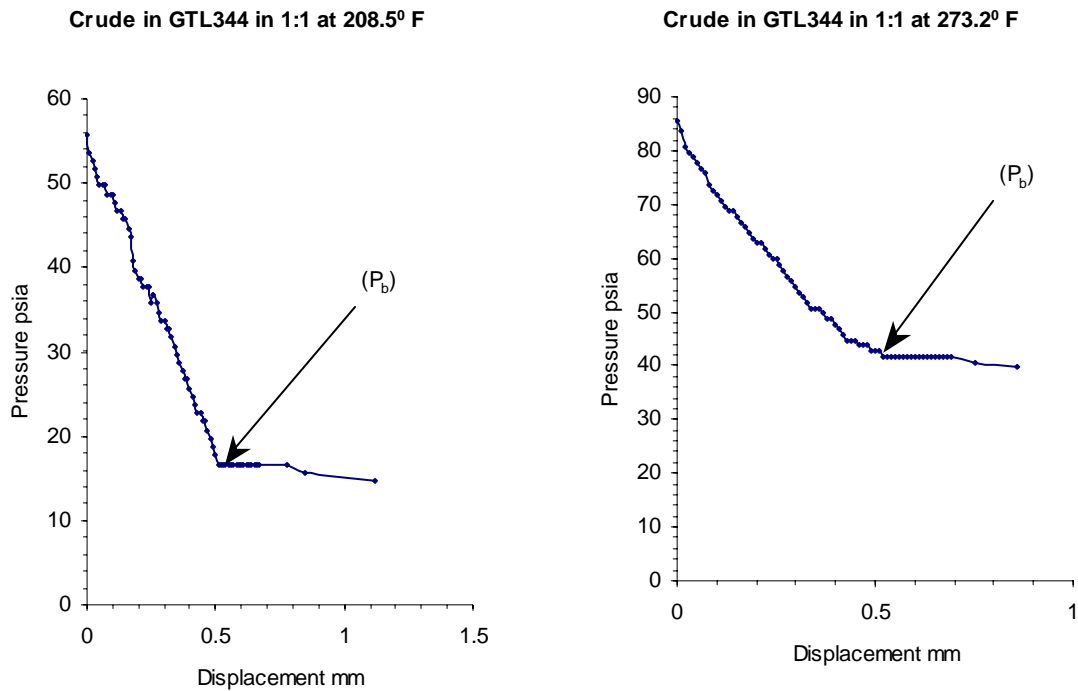 Crude in GTL344 in 1:1 at 208.5⁰ F
60
50
40
30
20
10
0
0 0.5 1 1.5
Pressure psia
Displacement mm
(P_b)
Crude in GTL344 in 1:1 at 273.2⁰ F
90
80
70
60
50
40
30
20
10
0
0 0.5 1
Pressure psia
Displacement mm
(P_b)